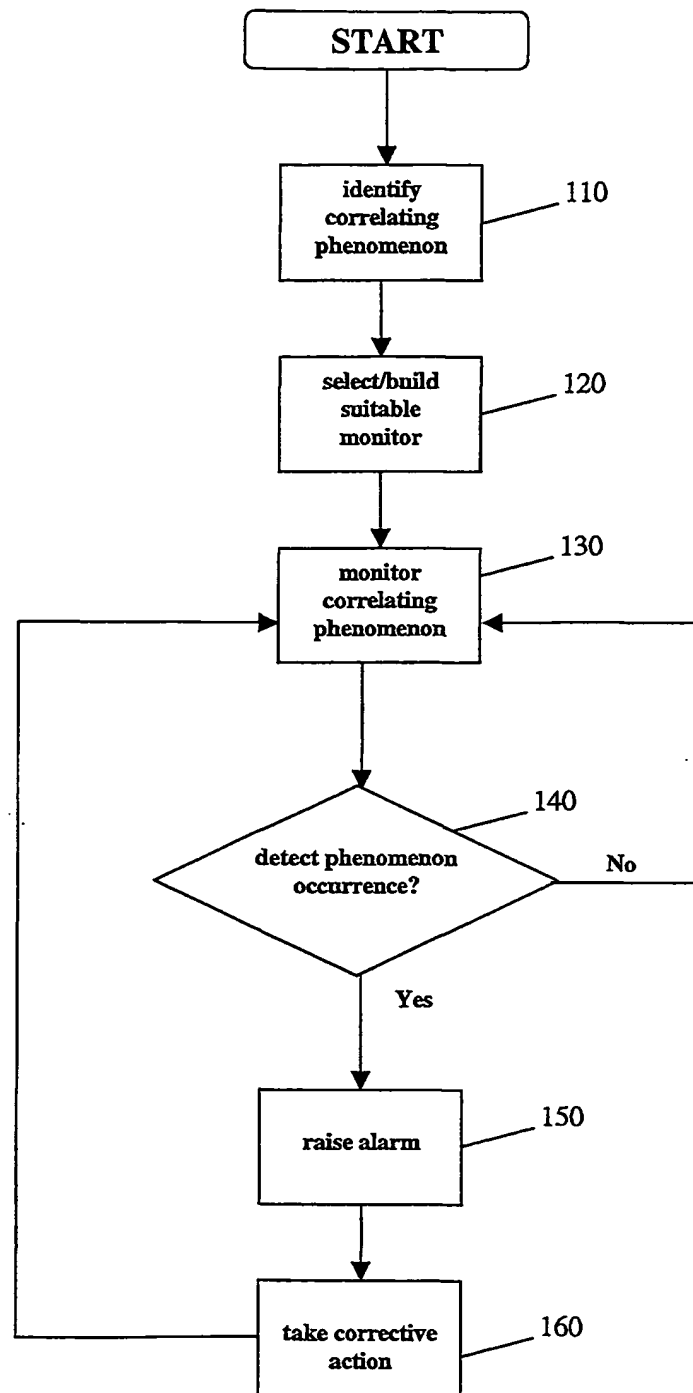 START
identify
correlating
phenomenon
110
select/build
suitable
monitor
120
130
monitor
correlating
phenomenon
140
detect phenomenon
occurrence?
No
Yes
150
raise alarm
take corrective
action
160